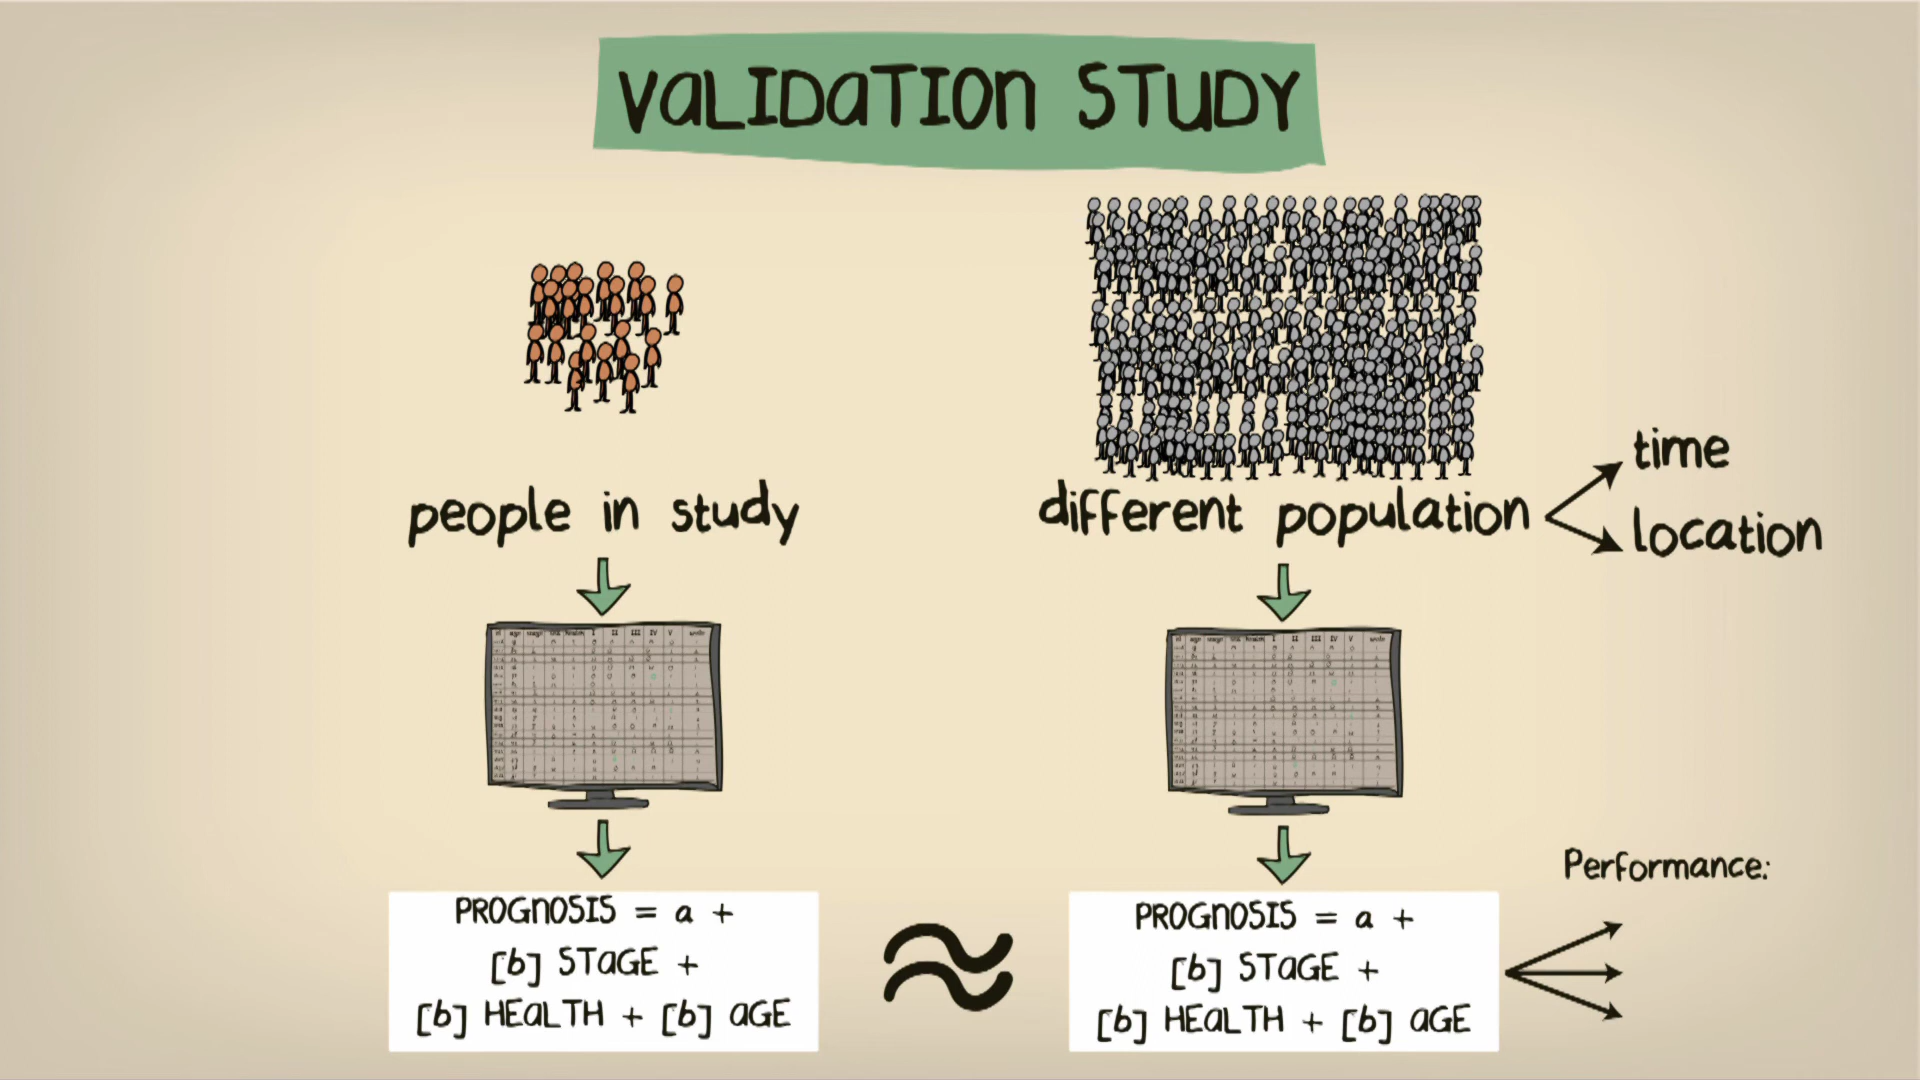 VALIDATION STUDY
people in study
different population
time
location
PROGNOSIS = a +
[b] STAGE +
[b] HEALTH + [b] AGE
≈
PROGNOSIS = a +
[b] STAGE +
[b] HEALTH + [b] AGE
Performance: